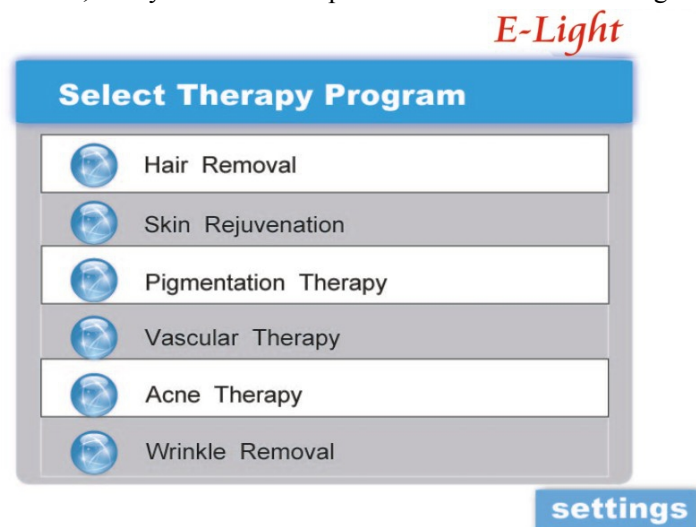 E-Light
Select Therapy Program
Hair Removal
Skin Rejuvenation
Pigmentation Therapy
Vascular Therapy
Acne Therapy
Wrinkle Removal
settings